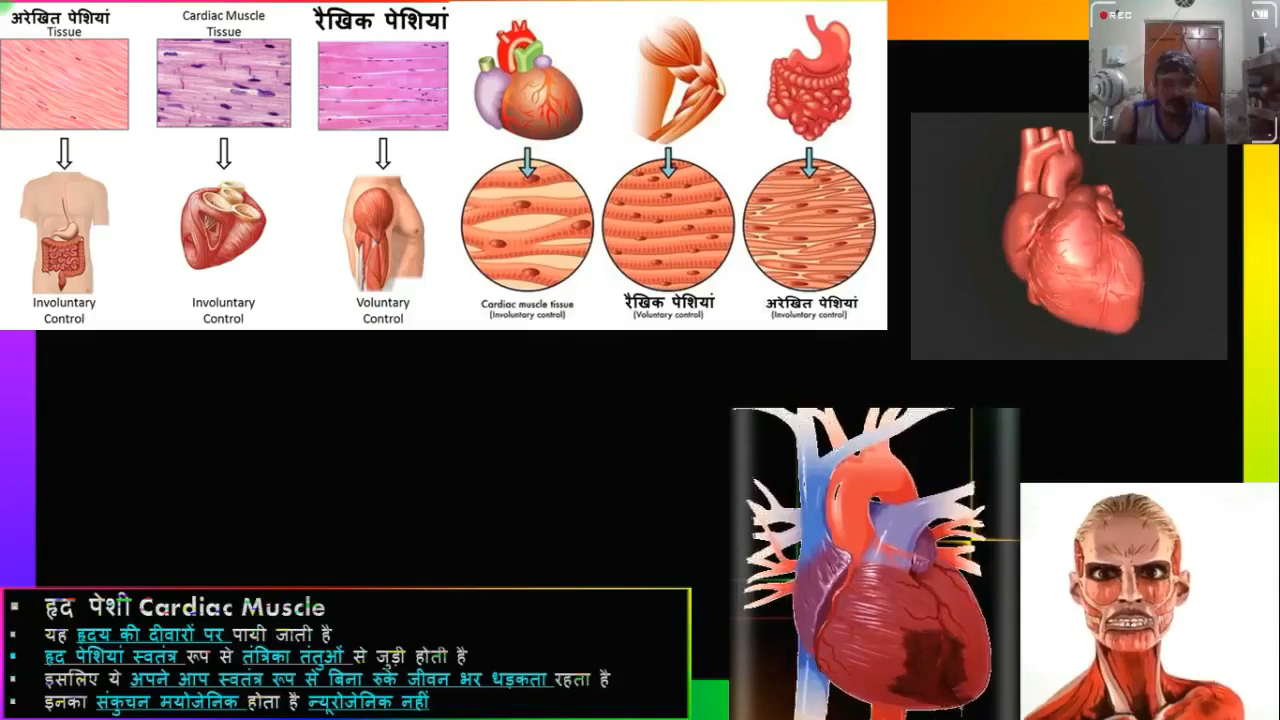 अरेखित पेशियां
Tissue
Cardiac Muscle
Tissue
रैखिक पेशियां
Involuntary
Control
Involuntary
Control
Voluntary
Control
Cardiac muscle tissue
(Involuntary control)
रैखिक पेशियां
(Voluntary control)
अरेखित पेशियां
(Involuntary control)
REC
▪ हृद पेशी Cardiac Muscle
▪ यह हृदय की दीवारों पर पायी जाती है
▪ हृद पेशियां स्वतंत्र रूप से तंत्रिका तंतुओं से जुड़ी होती है
▪ इसलिए ये अपने आप स्वतंत्र रूप से बिना रुके जीवन भर धड़कता रहता है
▪ इनका संकुचन मयोजेनिक होता है न्यूरोजेनिक नहीं